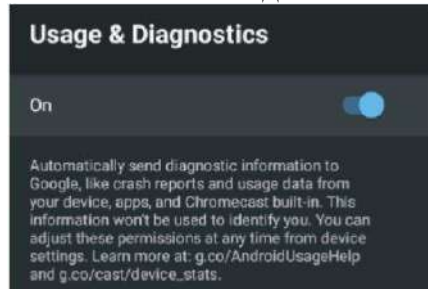 Usage & Diagnostics
On
Automatically send diagnostic information to
Google, like crash reports and usage data from
your device, apps, and Chromecast built-in. This
information won't be used to identify you. You can
adjust these permissions at any time from device
settings. Learn more at: g.co/AndroidUsageHelp
and g.co/cast/device_stats.